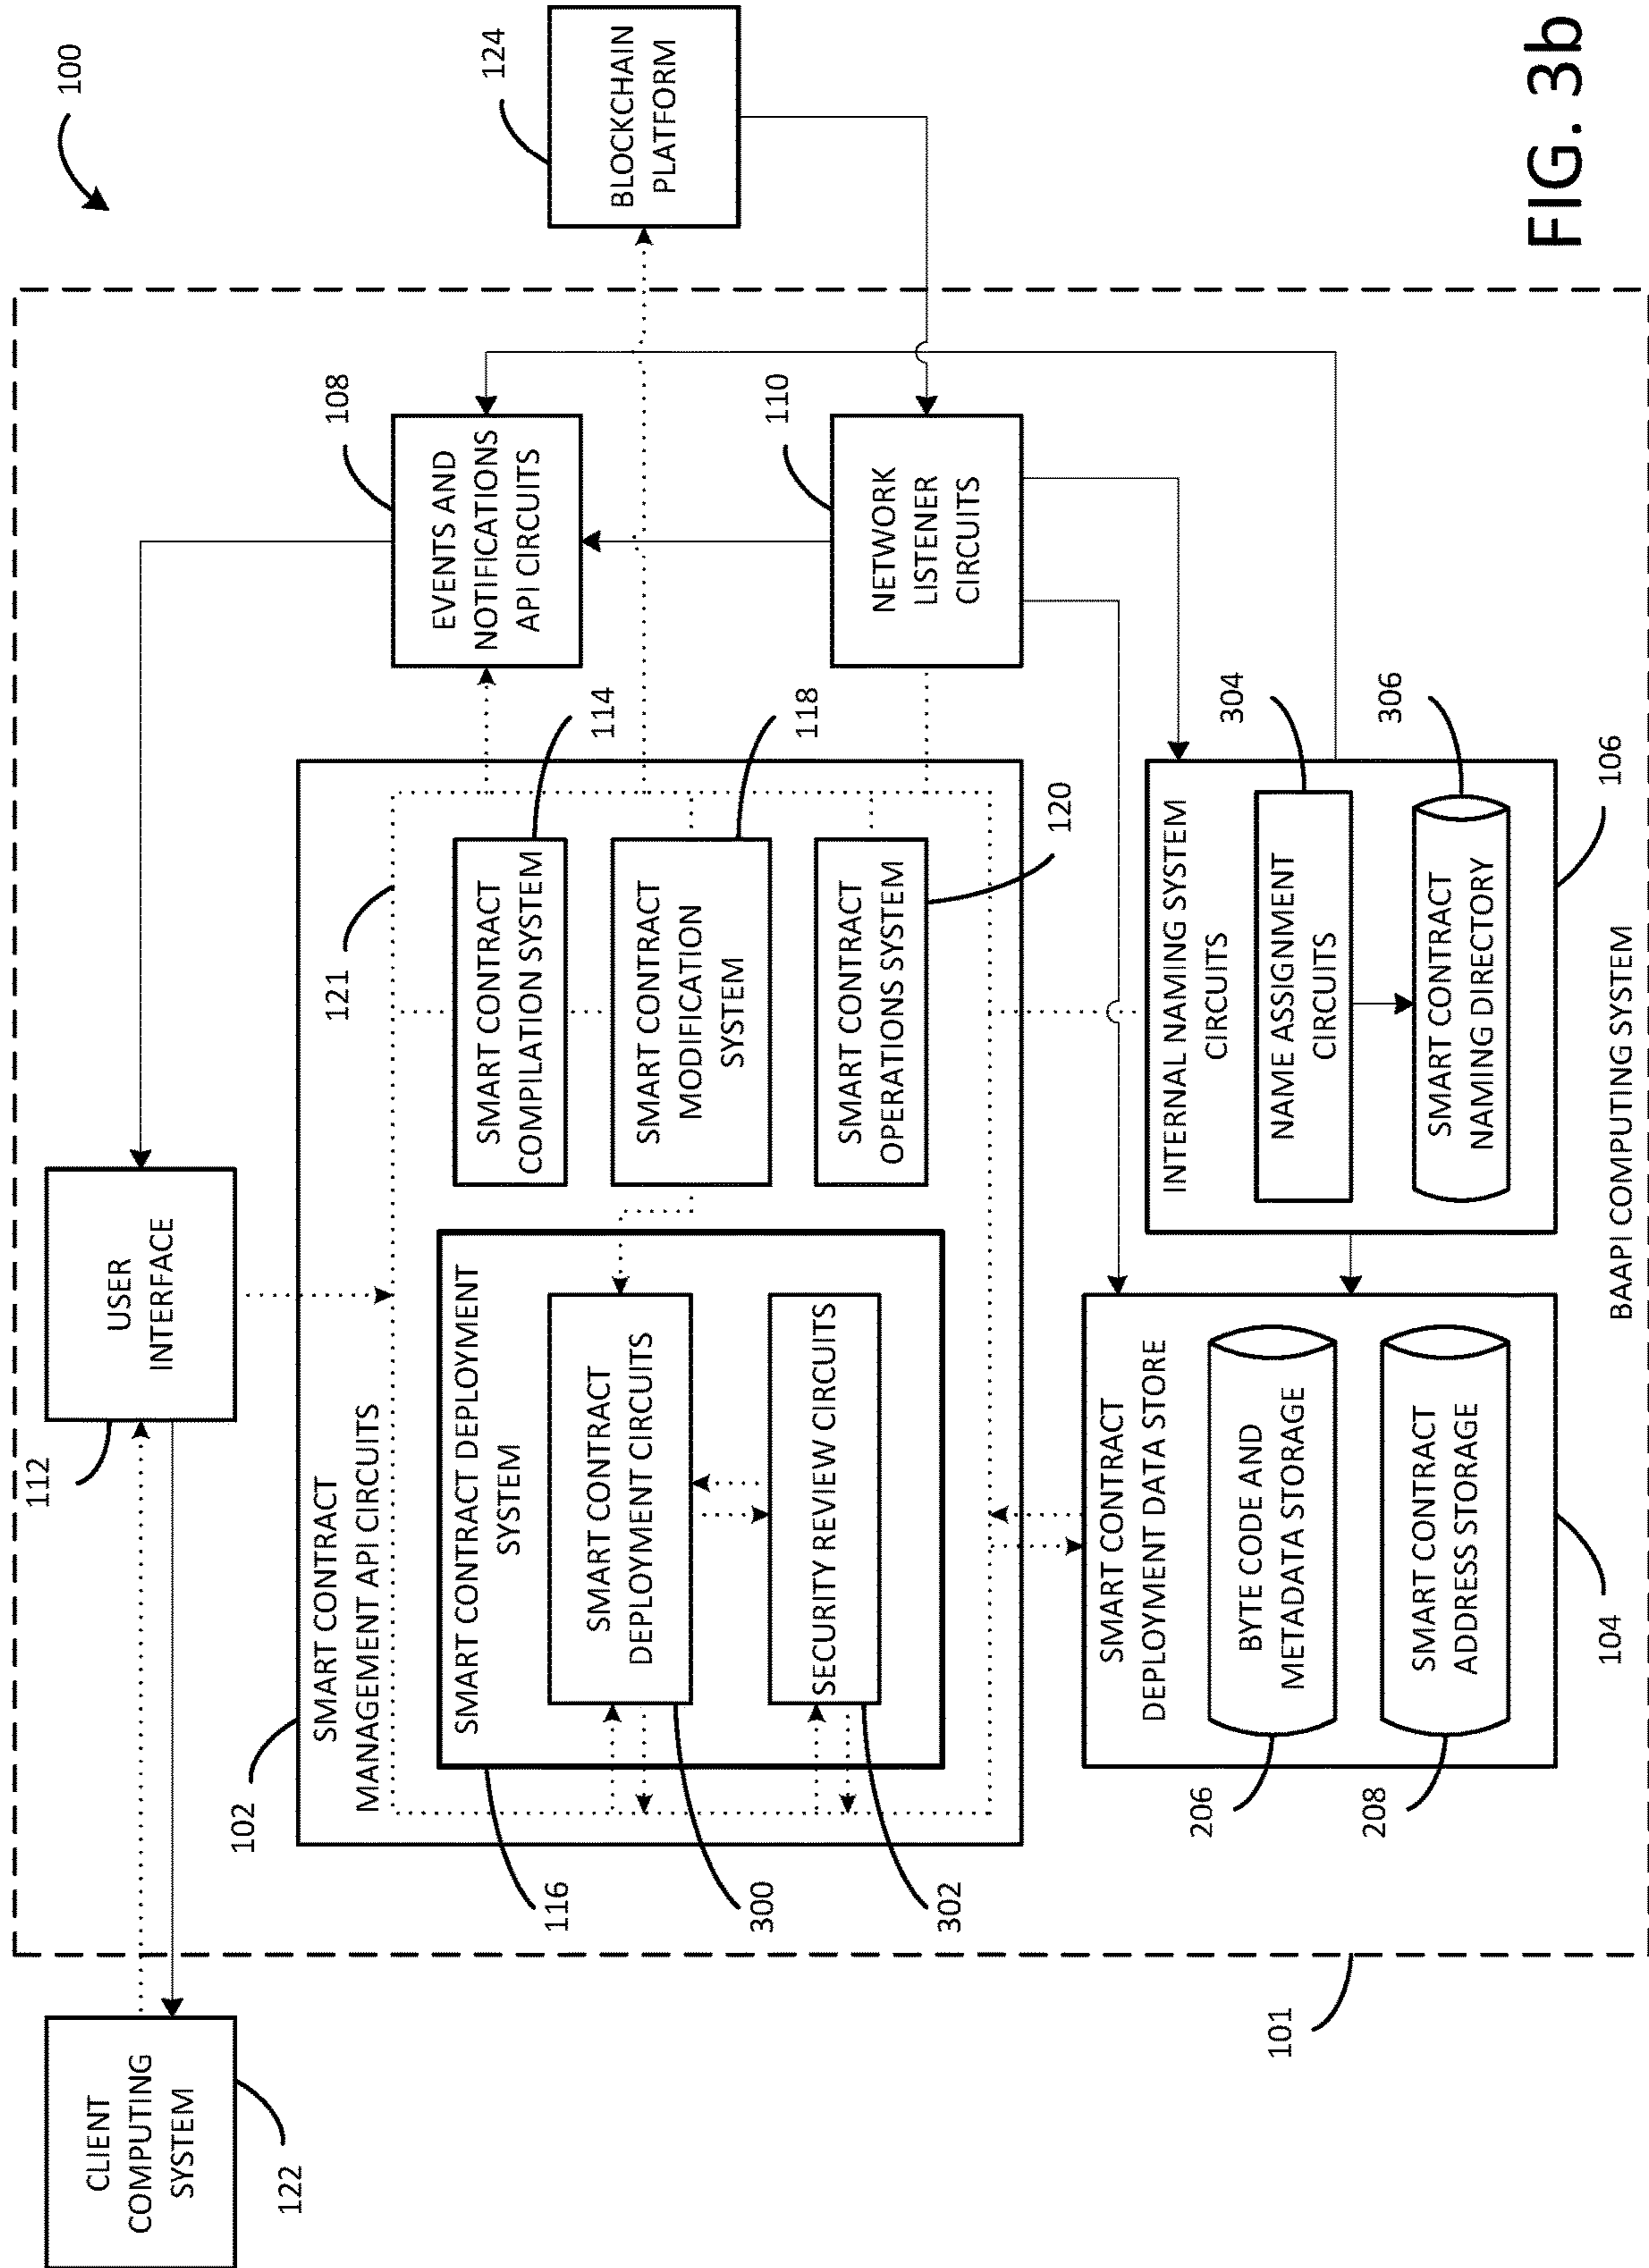 100
CLIENT
COMPUTING
SYSTEM
122
USER
INTERFACE
112
EVENTS AND
NOTIFICATIONS
API CIRCUITS
108
BLOCKCHAIN
PLATFORM
124
102
SMART CONTRACT
MANAGEMENT API CIRCUITS
121
116
SMART CONTRACT DEPLOYMENT
SYSTEM
SMART CONTRACT
DEPLOYMENT CIRCUITS
300
SECURITY REVIEW CIRCUITS
302
SMART CONTRACT
COMPILATION SYSTEM
114
SMART CONTRACT
MODIFICATION
SYSTEM
118
SMART CONTRACT
OPERATIONS SYSTEM
120
NETWORK
LISTENER
CIRCUITS
110
SMART CONTRACT
DEPLOYMENT DATA STORE
BYTE CODE AND
METADATA STORAGE
206
SMART CONTRACT
ADDRESS STORAGE
208
104
INTERNAL NAMING SYSTEM
CIRCUITS
NAME ASSIGNMENT
CIRCUITS
304
SMART CONTRACT
NAMING DIRECTORY
306
106
101
BAAPI COMPUTING SYSTEM
FIG. 3b